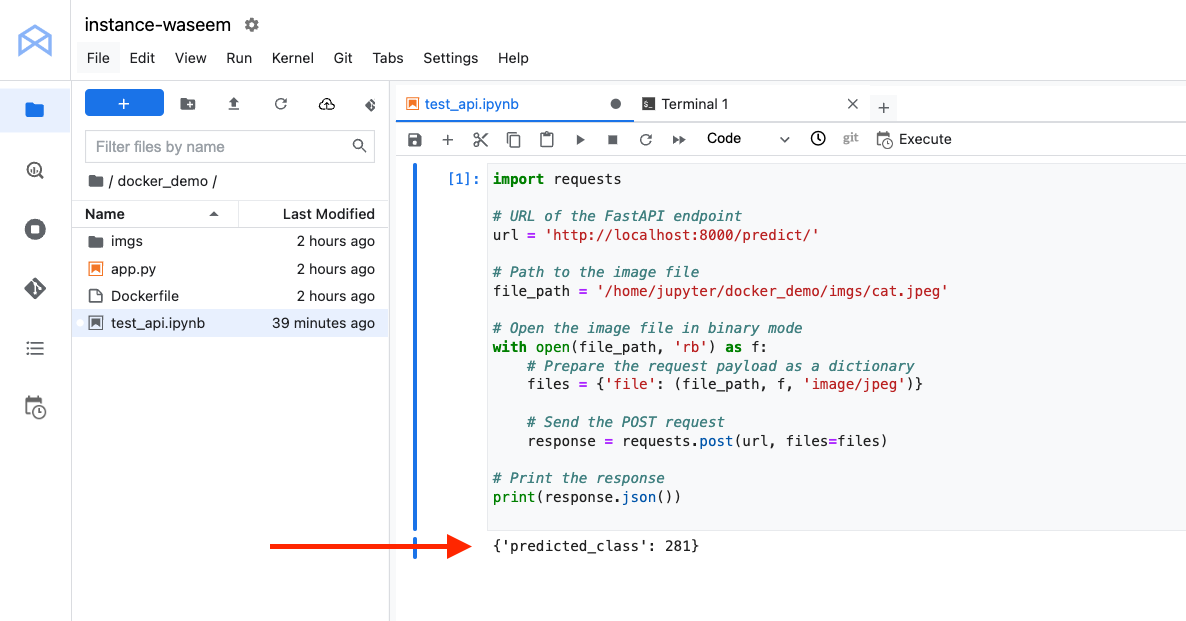 instance-waseem
File Edit View Run Kernel Git Tabs Settings Help
+
Filter files by name
/ docker_demo /
Name Last Modified
imgs 2 hours ago
app.py 2 hours ago
Dockerfile 2 hours ago
test_api.ipynb 39 minutes ago
test_api.ipynb
$_ Terminal 1
+
Code
git
Execute
[1]: import requests
# URL of the FastAPI endpoint
url = 'http://localhost:8000/predict/'
# Path to the image file
file_path = '/home/jupyter/docker_demo/imgs/cat.jpeg'
# Open the image file in binary mode
with open(file_path, 'rb') as f:
    # Prepare the request payload as a dictionary
    files = {'file': (file_path, f, 'image/jpeg')}
    # Send the POST request
    response = requests.post(url, files=files)
# Print the response
print(response.json())
{'predicted_class': 281}